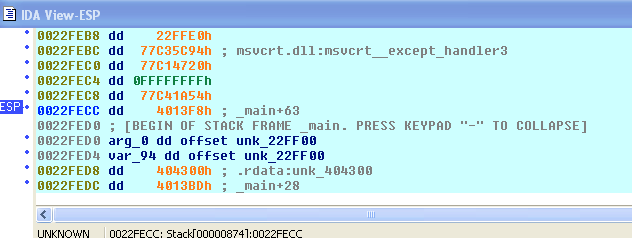 IDA View-ESP
0022FEB8 dd 22FFE0h
0022FEBC dd 77C35C94h ; msvcrt.dll:msvcrt__except_handler3
0022FEC0 dd 77C14720h
0022FEC4 dd 0FFFFFFFFh
0022FEC8 dd 77C41A54h
ESP 0022FECC dd 4013F8h ; _main+63
0022FED0 ; [BEGIN OF STACK FRAME _main. PRESS KEYPAD "-" TO COLLAPSE]
0022FED0 arg_0 dd offset unk_22FF00
0022FED4 var_94 dd offset unk_22FF00
0022FED8 dd 404300h ; .rdata:unk_404300
0022FEDC dd 4013BDh ; _main+28
UNKNOWN 0022FECC: Stack[00000874]:0022FECC